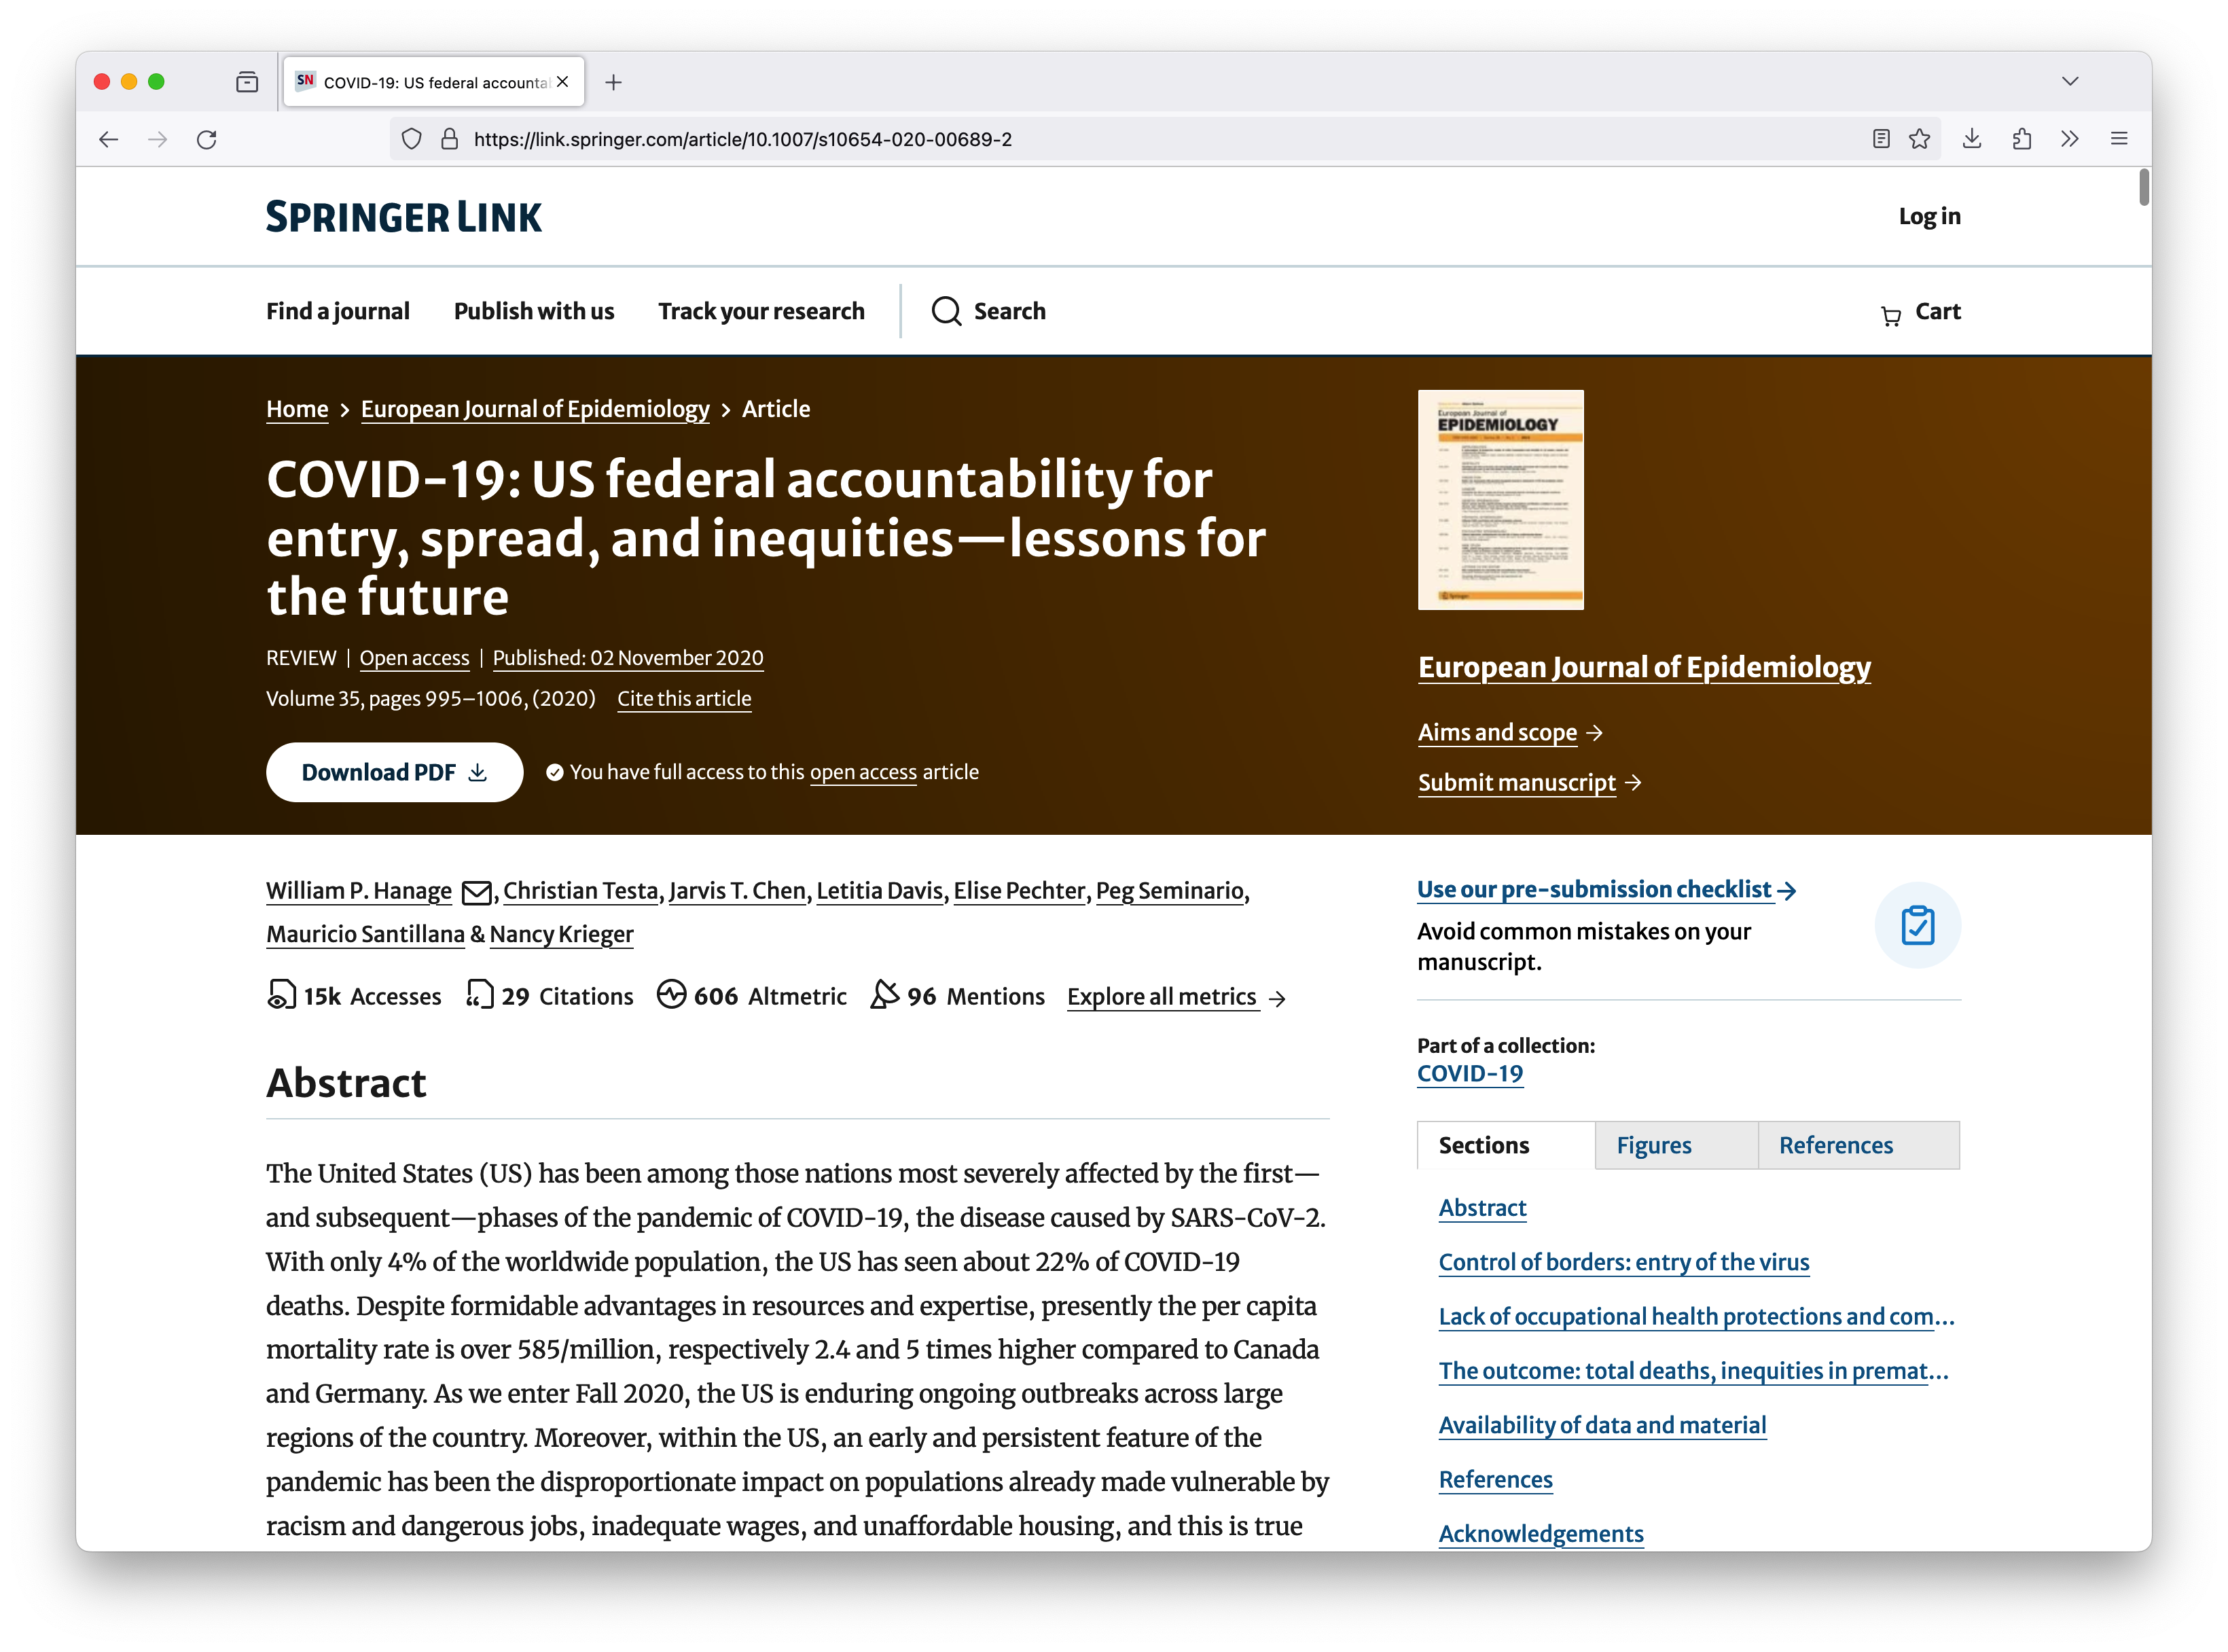 SN COVID-19: US federal accounta
https://link.springer.com/article/10.1007/s10654-020-00689-2
SPRINGER LINK
Log in
Find a journal Publish with us Track your research Search Cart
Home > European Journal of Epidemiology > Article
COVID-19: US federal accountability for
entry, spread, and inequities—lessons for
the future
REVIEW | Open access | Published: 02 November 2020
Volume 35, pages 995–1006, (2020) Cite this article
Download PDF You have full access to this open access article
European Journal of
EPIDEMIOLOGY
Springer
European Journal of Epidemiology
Aims and scope →
Submit manuscript →
William P. Hanage, Christian Testa, Jarvis T. Chen, Letitia Davis, Elise Pechter, Peg Seminario,
Mauricio Santillana & Nancy Krieger
15k Accesses 29 Citations 606 Altmetric 96 Mentions Explore all metrics →
Abstract
The United States (US) has been among those nations most severely affected by the first—
and subsequent—phases of the pandemic of COVID-19, the disease caused by SARS-CoV-2.
With only 4% of the worldwide population, the US has seen about 22% of COVID-19
deaths. Despite formidable advantages in resources and expertise, presently the per capita
mortality rate is over 585/million, respectively 2.4 and 5 times higher compared to Canada
and Germany. As we enter Fall 2020, the US is enduring ongoing outbreaks across large
regions of the country. Moreover, within the US, an early and persistent feature of the
pandemic has been the disproportionate impact on populations already made vulnerable by
racism and dangerous jobs, inadequate wages, and unaffordable housing, and this is true
Use our pre-submission checklist →
Avoid common mistakes on your
manuscript.
Part of a collection:
COVID-19
Sections Figures References
Abstract
Control of borders: entry of the virus
Lack of occupational health protections and com...
The outcome: total deaths, inequities in premat...
Availability of data and material
References
Acknowledgements